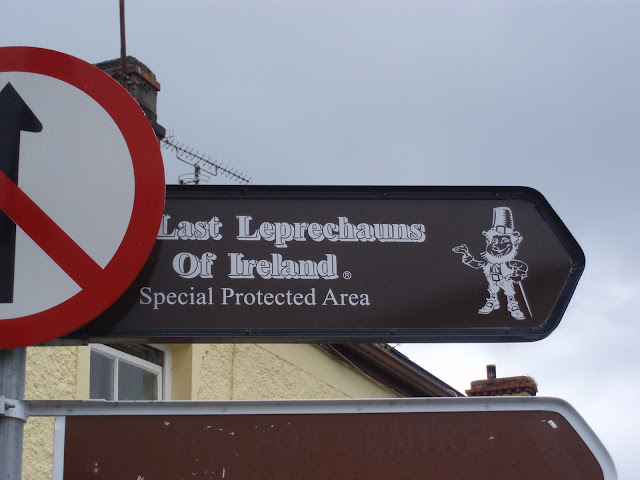 Last Leprechauns
Of Ireland®
Special Protected Area